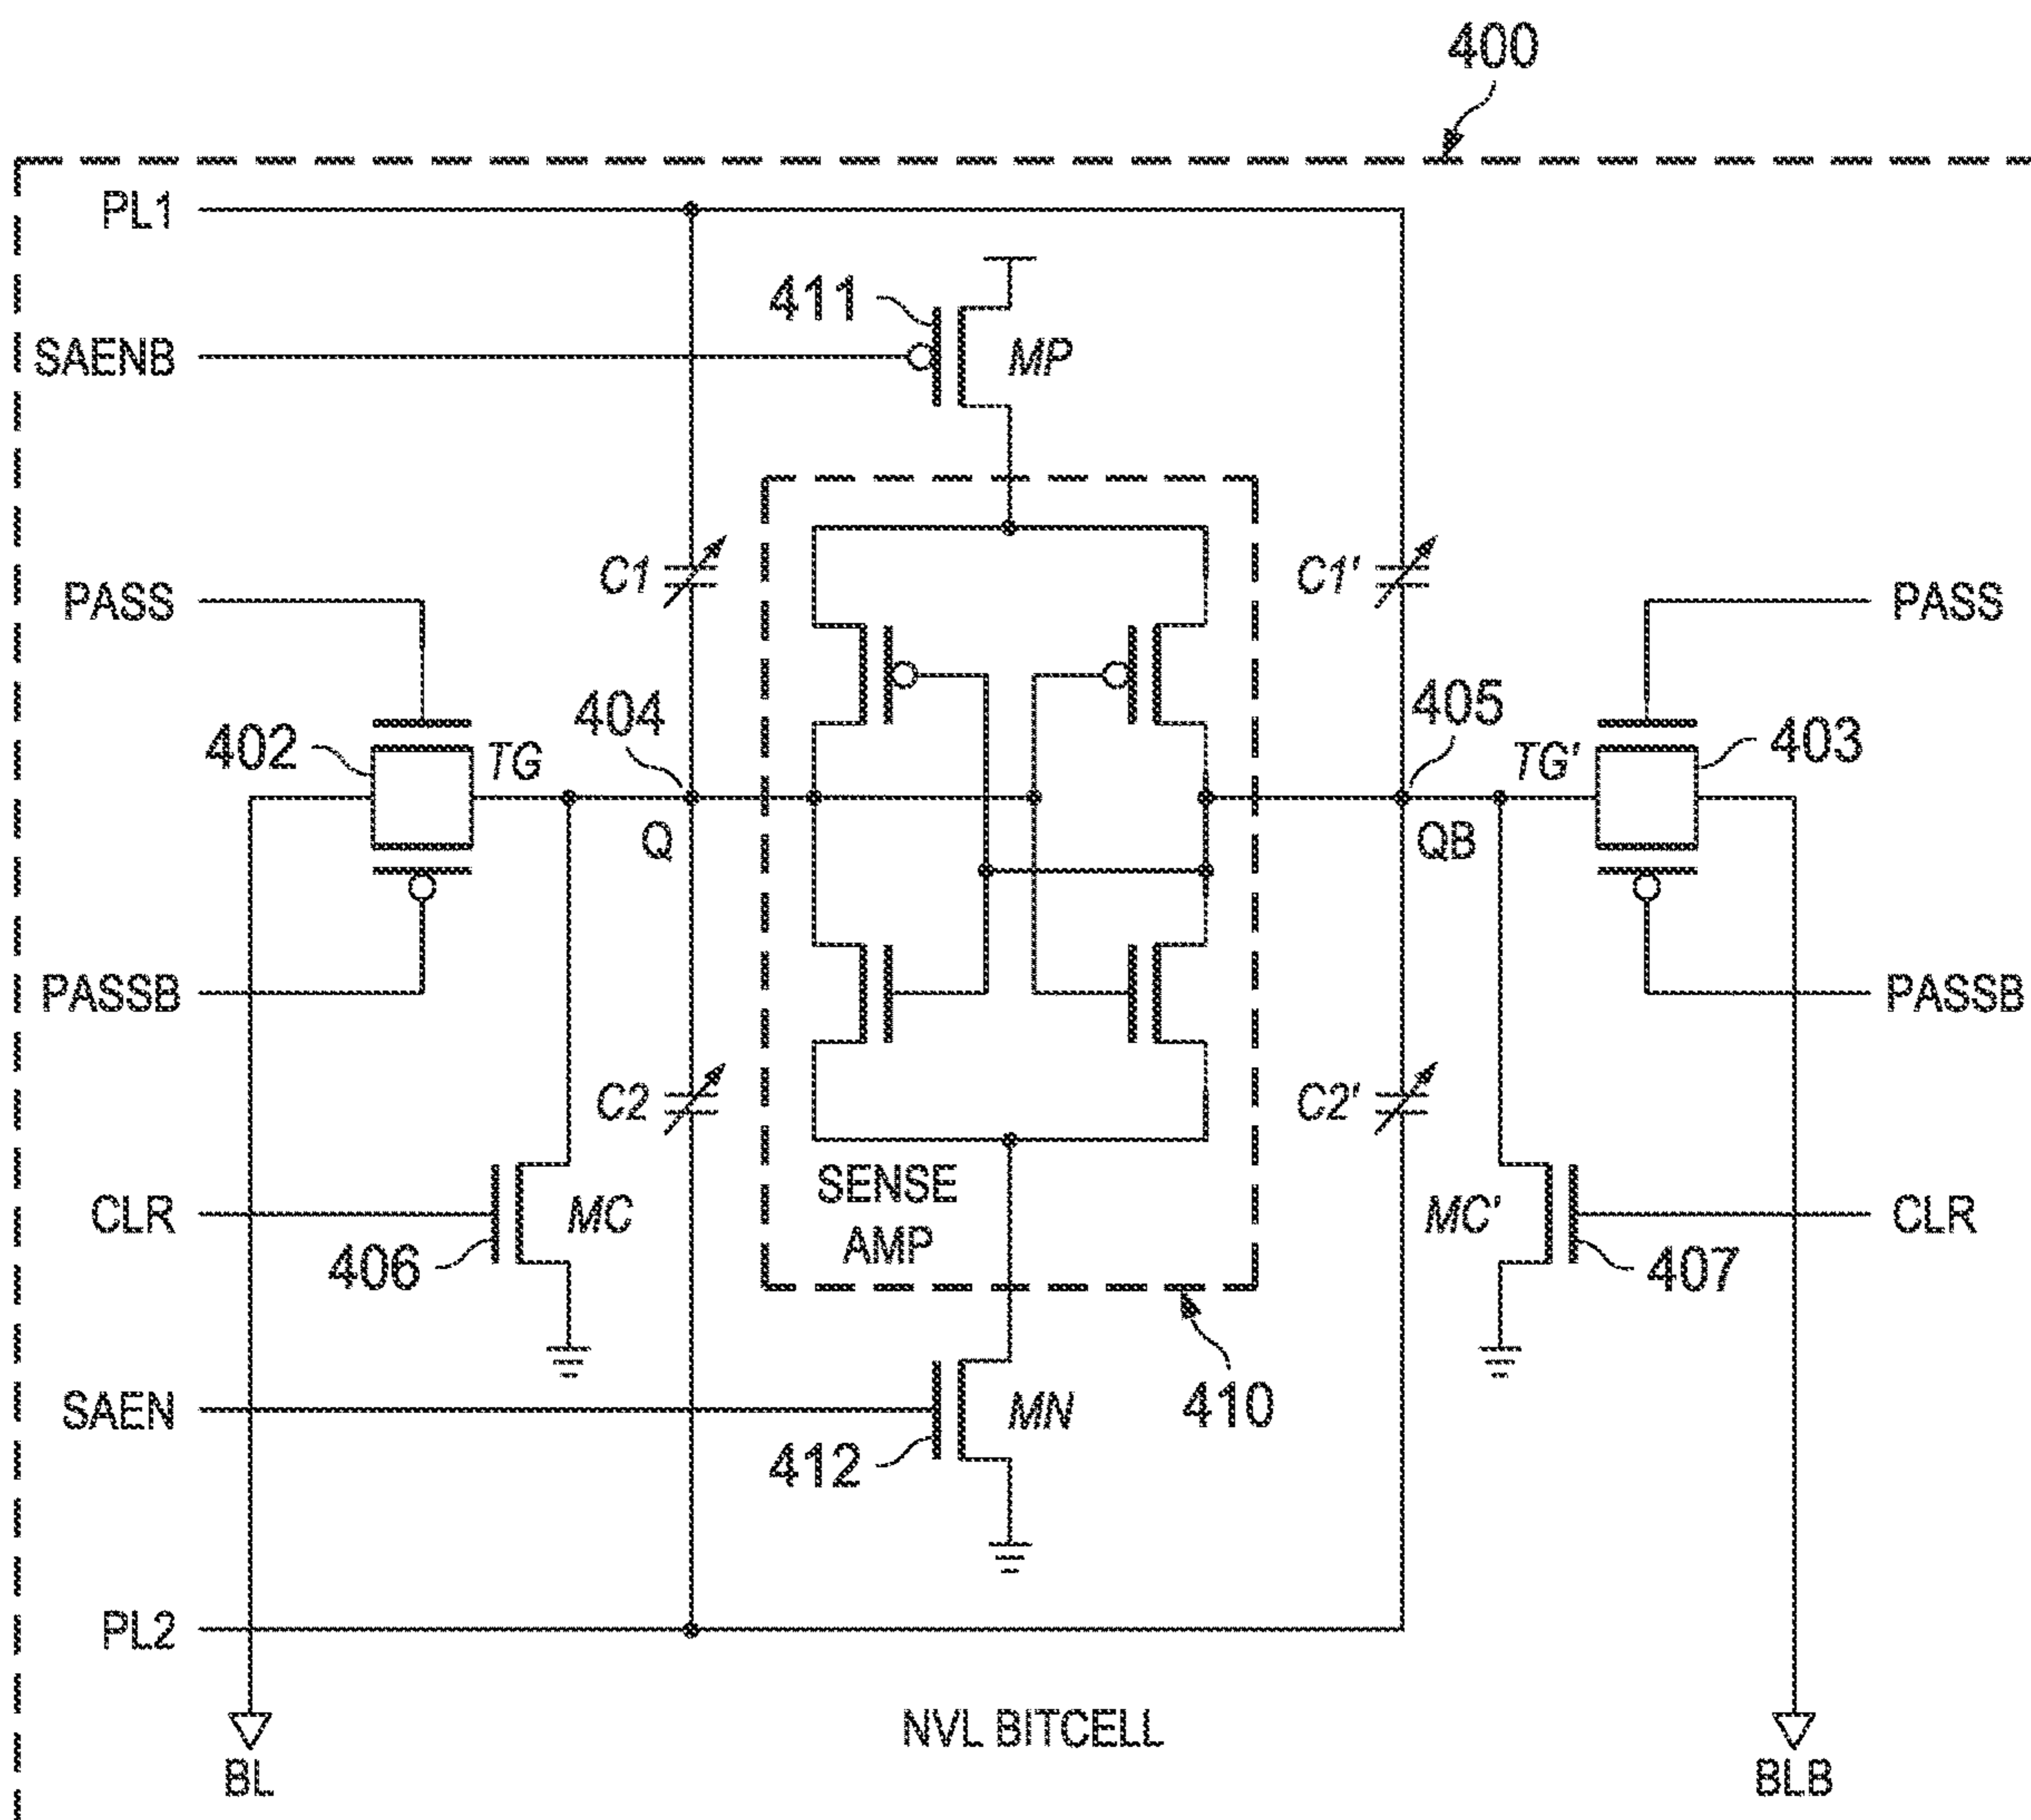 400
PL1
411
SAENB
MP
C1
C1'
PASS
PASS
404
405
402
TG
TG'
403
Q
QB
PASSB
PASSB
C2
C2'
SENSE
AMP
CLR
MC
MC'
CLR
406
407
SAEN
MN
410
412
PL2
NVL BITCELL
BL
BLB